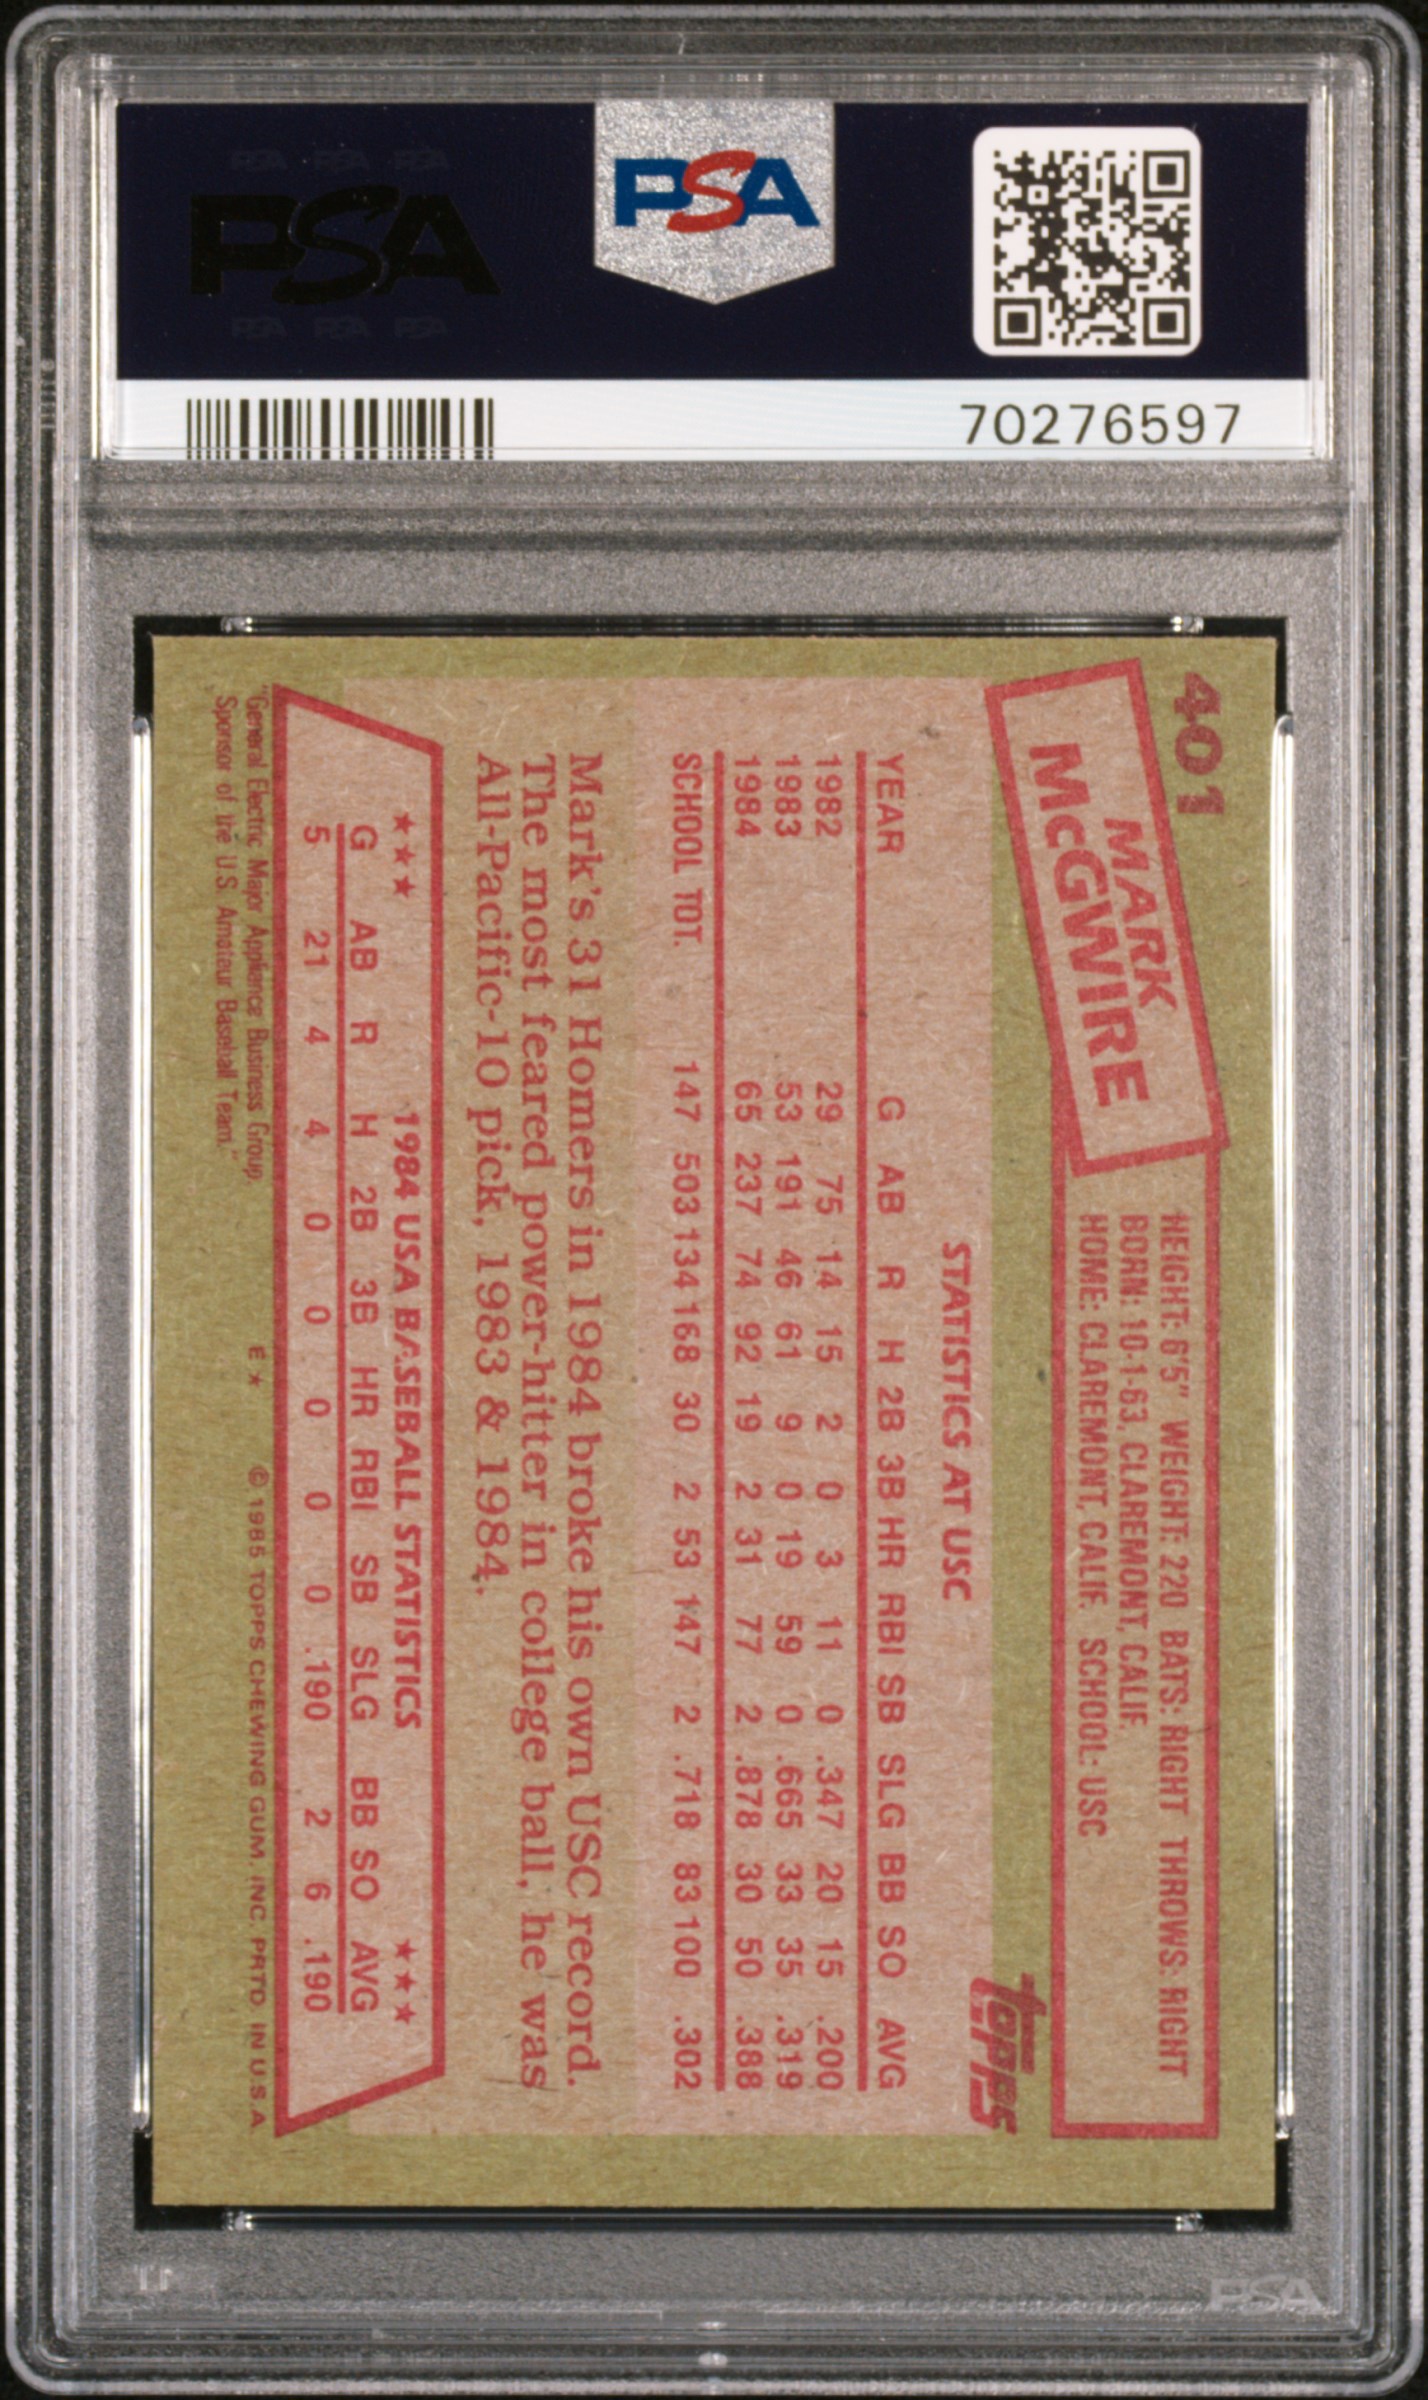 PSA PSA PSA
PSA
PSA PSA PSA
PSA
70276597
401
MARK
McGWIRE
HEIGHT: 6'5" WEIGHT: 220 BATS: RIGHT THROWS: RIGHT
BORN: 10-1-63, CLAREMONT, CALIF.
HOME: CLAREMONT, CALIF. SCHOOL: USC
Topps
STATISTICS AT USC
YEAR G AB R H 2B 3B HR RBI SB SLG BB SO AVG
1982 29 75 14 15 2 0 3 11 0 .347 20 15 .200
1983 53 191 46 61 9 0 19 59 0 .665 33 35 .319
1984 65 237 74 92 19 2 31 77 2 .878 30 50 .388
SCHOOL TOT. 147 503 134 168 30 2 53 147 2 .718 83 100 .302
Mark's 31 Homers in 1984 broke his own USC record.
The most feared power-hitter in college ball, he was
All-Pacific-10 pick, 1983 & 1984.
★★★ 1984 USA BASEBALL STATISTICS ★★★
G AB R H 2B 3B HR RBI SB SLG BB SO AVG
5 21 4 4 0 0 0 0 0 .190 2 6 .190
"General Electric Major Appliance Business Group
Sponsor of the U.S. Amateur Baseball Team."
E★ © 1985 TOPPS CHEWING GUM, INC. PRTD. IN U.S.A.
PSA